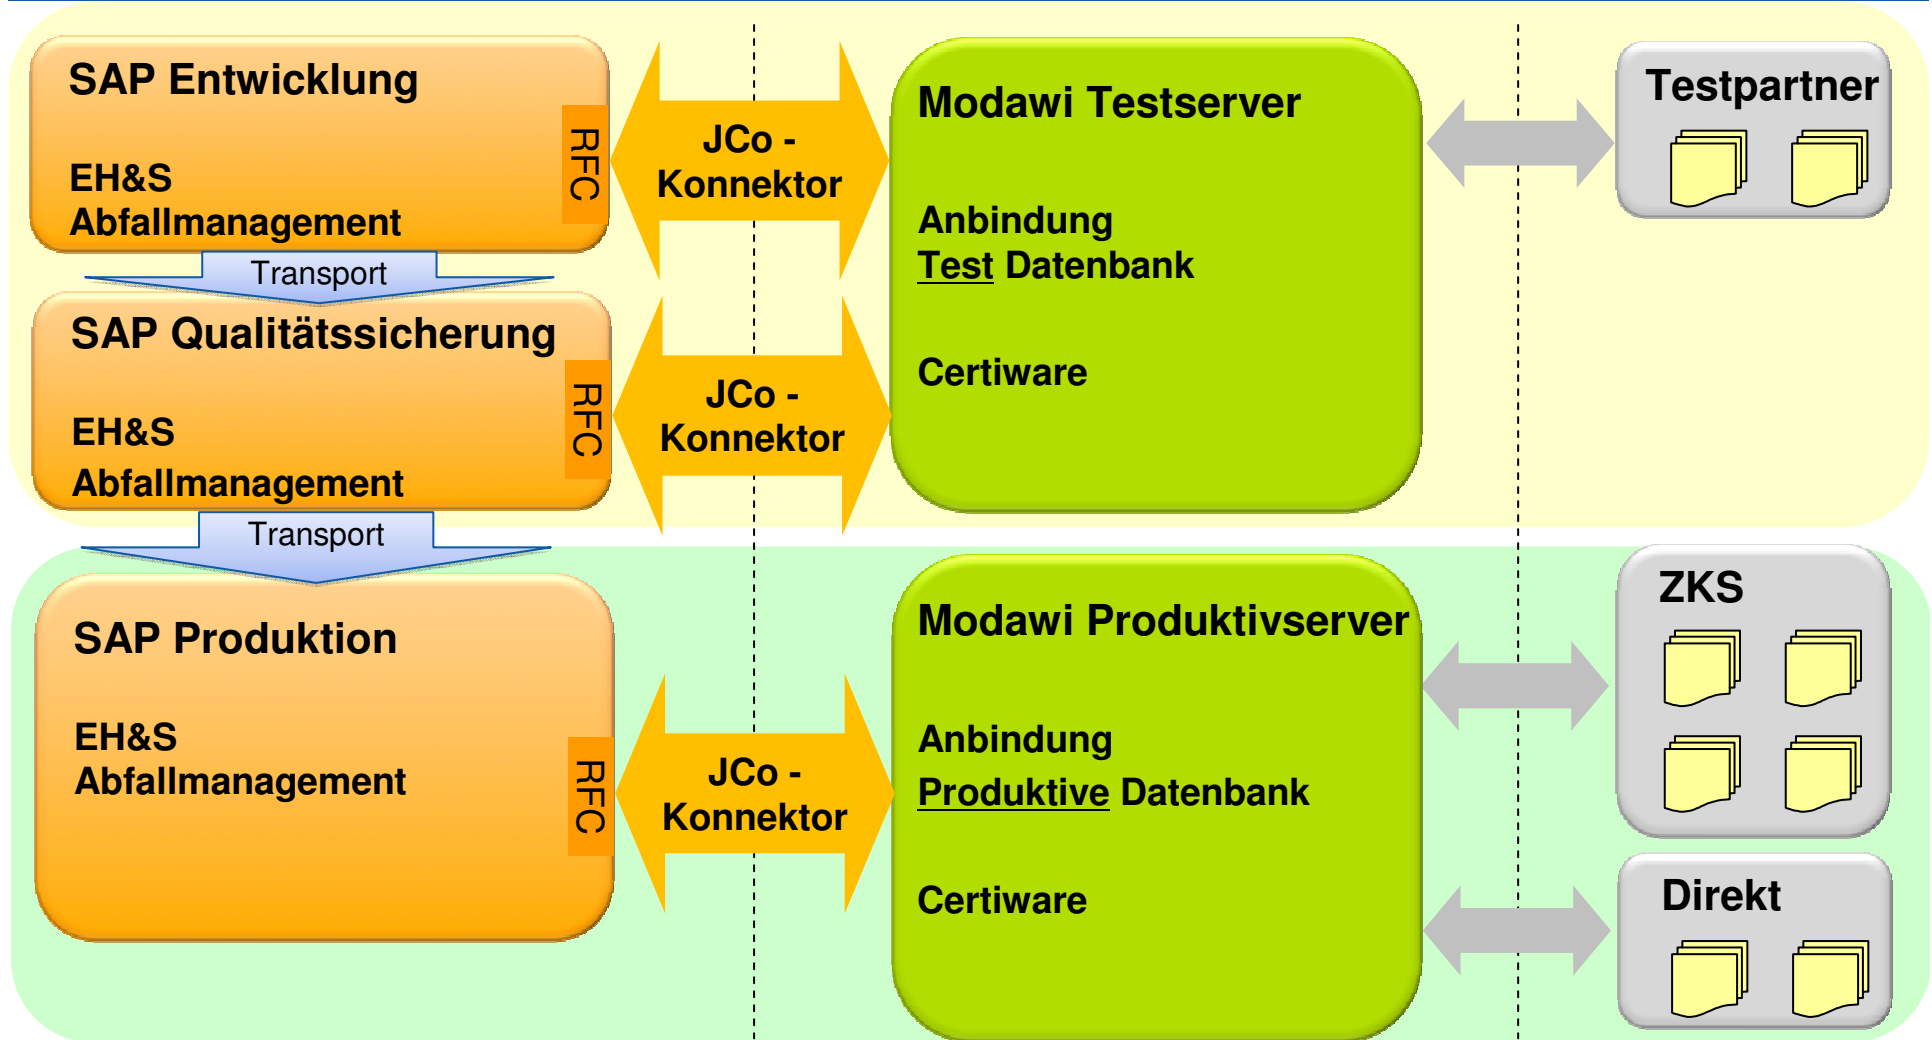 SAP Entwicklung
EH&S
Abfallmanagement
RFC
JCo -
Konnektor
Modawi Testserver
Anbindung
Test Datenbank
Certiware
Testpartner
Transport
SAP Qualitätssicherung
EH&S
Abfallmanagement
RFC
JCo -
Konnektor
Transport
SAP Produktion
EH&S
Abfallmanagement
RFC
JCo -
Konnektor
Modawi Produktivserver
Anbindung
Produktive Datenbank
Certiware
ZKS
Direkt